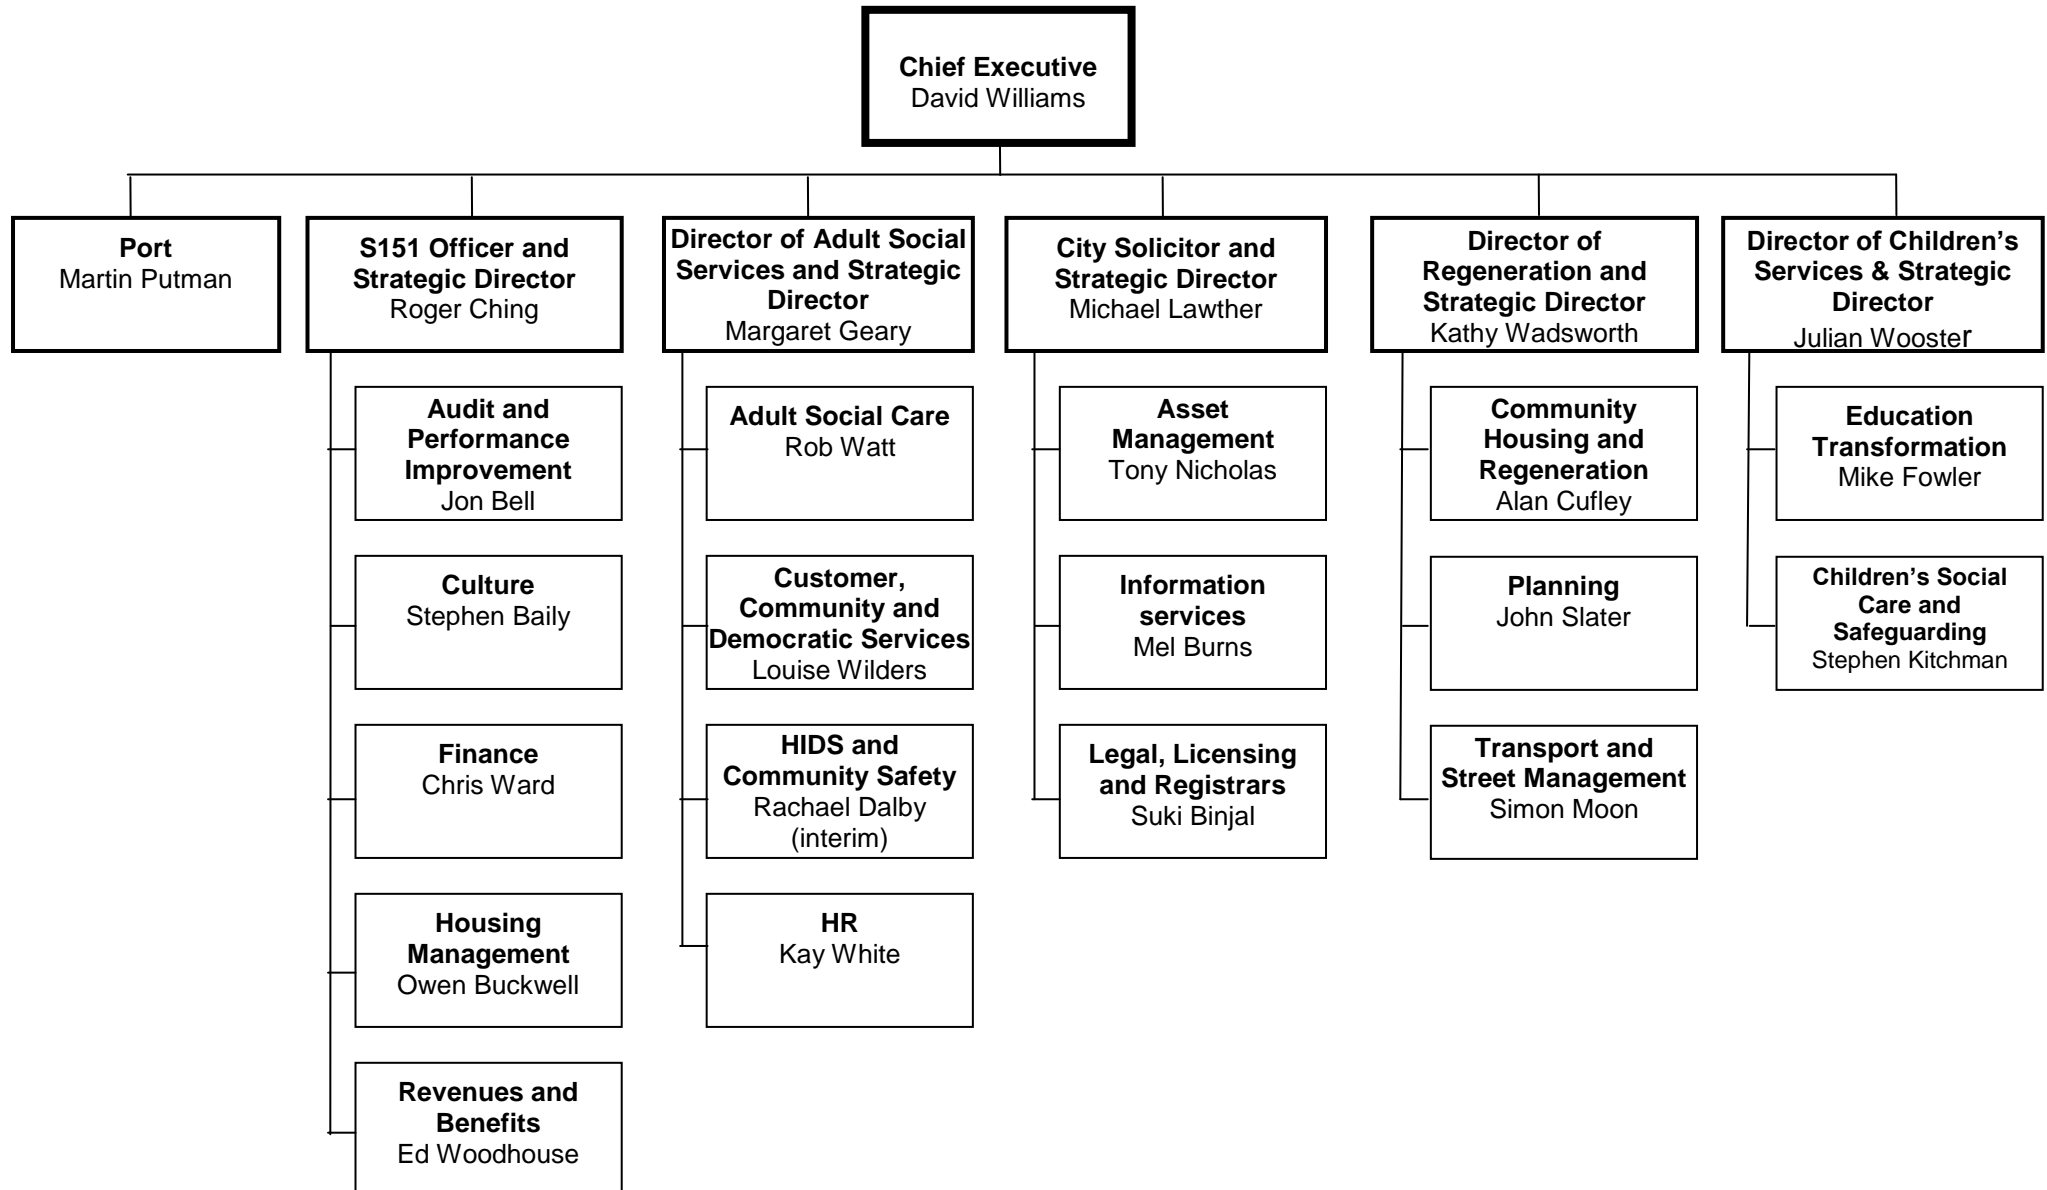 Chief Executive
David Williams
Port
Martin Putman
S151 Officer and
Strategic Director
Roger Ching
Director of Adult Social
Services and Strategic
Director
Margaret Geary
City Solicitor and
Strategic Director
Michael Lawther
Director of
Regeneration and
Strategic Director
Kathy Wadsworth
Director of Children’s
Services & Strategic
Director
Julian Wooster
Audit and
Performance
Improvement
Jon Bell
Culture
Stephen Baily
Finance
Chris Ward
Housing
Management
Owen Buckwell
Revenues and
Benefits
Ed Woodhouse
Adult Social Care
Rob Watt
Customer,
Community and
Democratic Services
Louise Wilders
HIDS and
Community Safety
Rachael Dalby
(interim)
HR
Kay White
Asset
Management
Tony Nicholas
Information
services
Mel Burns
Legal, Licensing
and Registrars
Suki Binjal
Community
Housing and
Regeneration
Alan Cufley
Planning
John Slater
Transport and
Street Management
Simon Moon
Education
Transformation
Mike Fowler
Children’s Social
Care and
Safeguarding
Stephen Kitchman